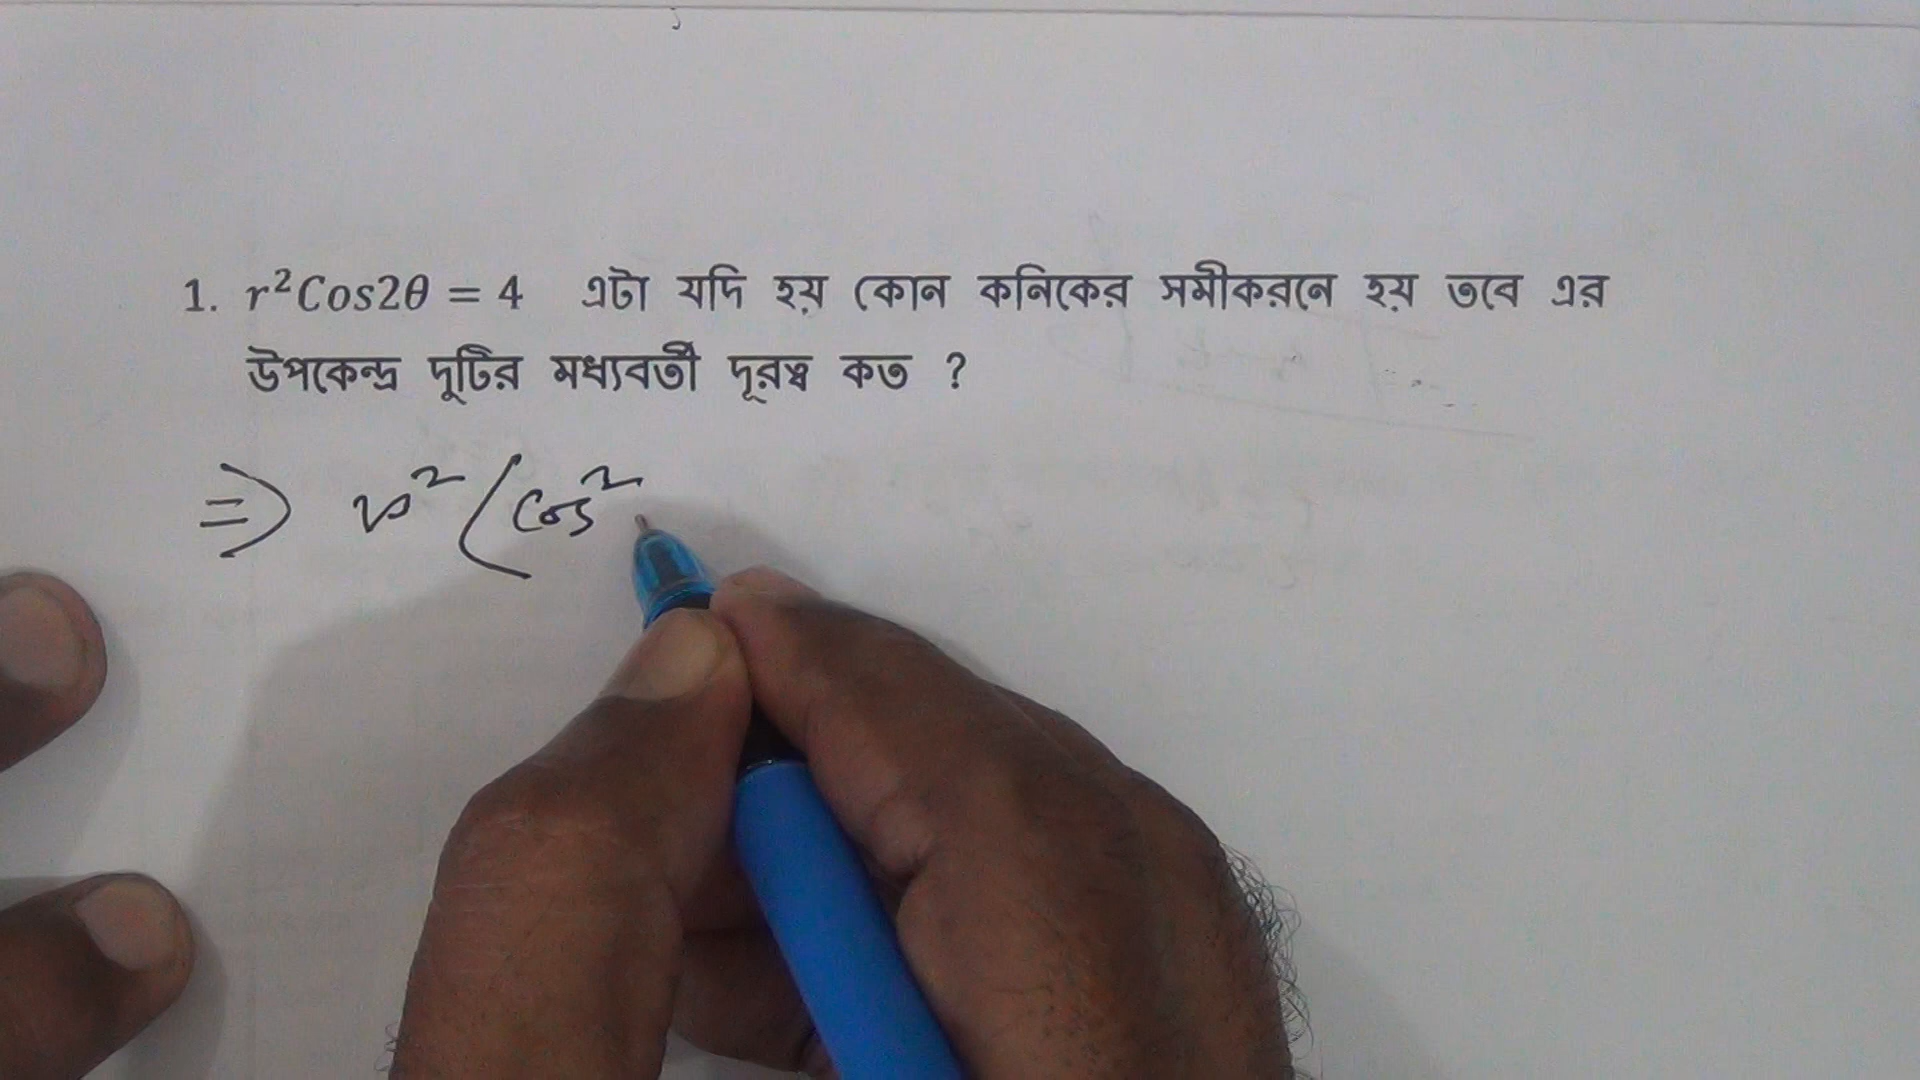 1. r²Cos2θ = 4 এটা যদি হয় কোন কনিকের সমীকরনে হয় তবে এর
উপকেন্দ্র দুটির মধ্যবর্তী দূরত্ব কত ?
⇒ r² (cos²